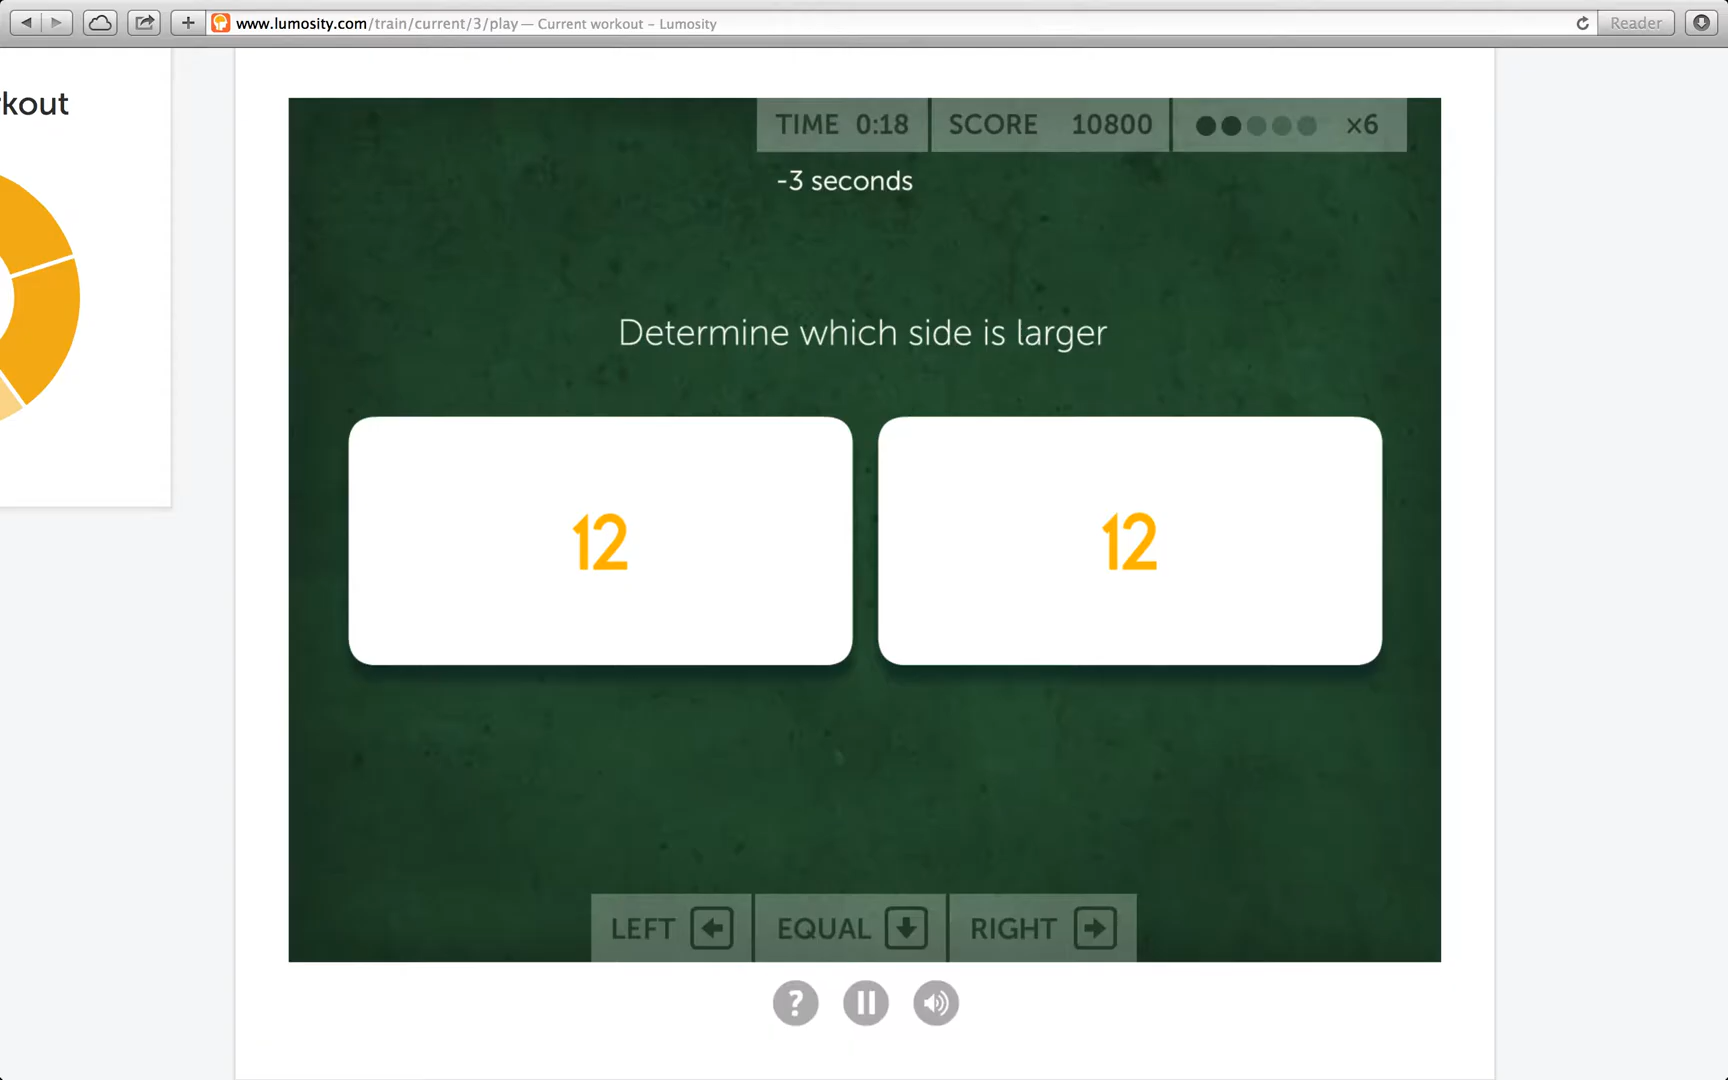 www.lumosity.com/train/current/3/play — Current workout – Lumosity
Reader
rkout
TIME 0:18
SCORE 10800
x6
-3 seconds
Determine which side is larger
12
12
LEFT
EQUAL
RIGHT
?